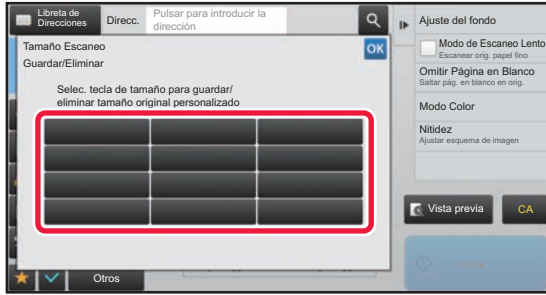 Libreta de
Direcciones
Direcc.
Pulsar para introducir la
dirección
Tamaño Escaneo
OK
Guardar/Eliminar
Selec. tecla de tamaño para guardar/
eliminar tamaño original personalizado
Otros
Ajuste del fondo
Modo de Escaneo Lento
Escanear orig. papel fino
Omitir Página en Blanco
Saltar pág. en blanco en orig.
Modo Color
Nitidez
Ajustar esquema de imagen
Vista previa
CA